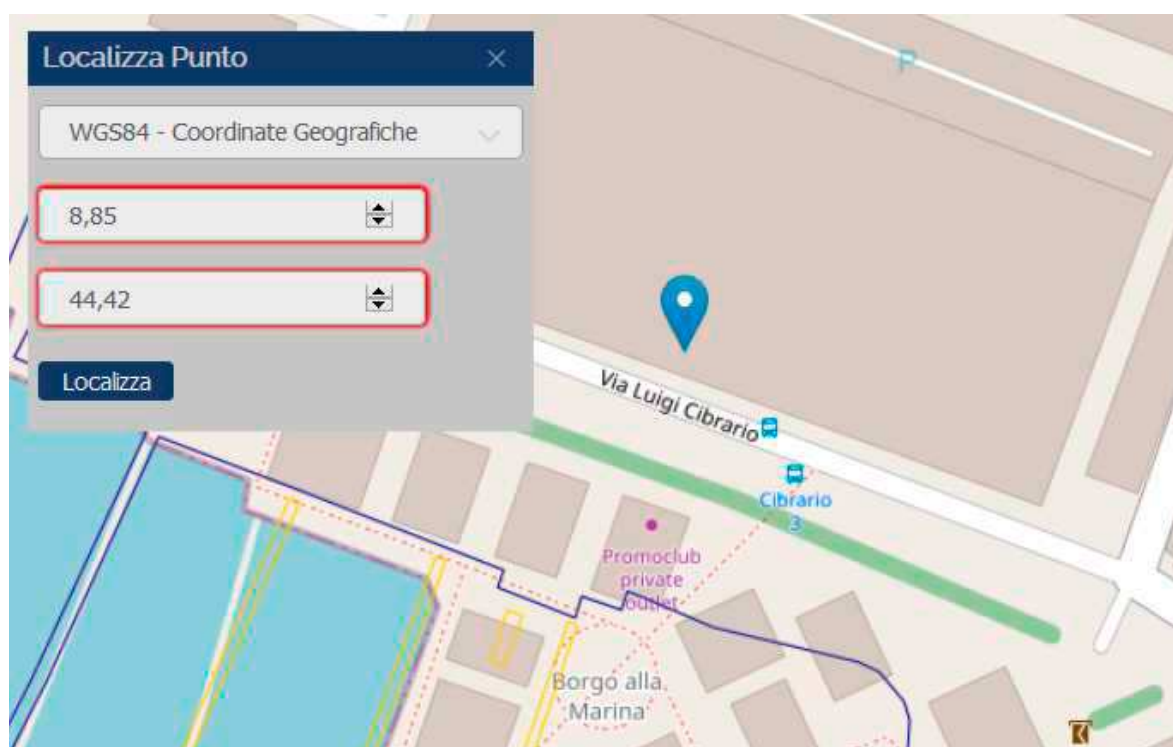 Localizza Punto
WGS84 - Coordinate Geografiche
8,85
44,42
Localizza
P
Via Luigi Cibrario
Cibrario
3
Promoclub
private
outlet
Borgo alla
Marina